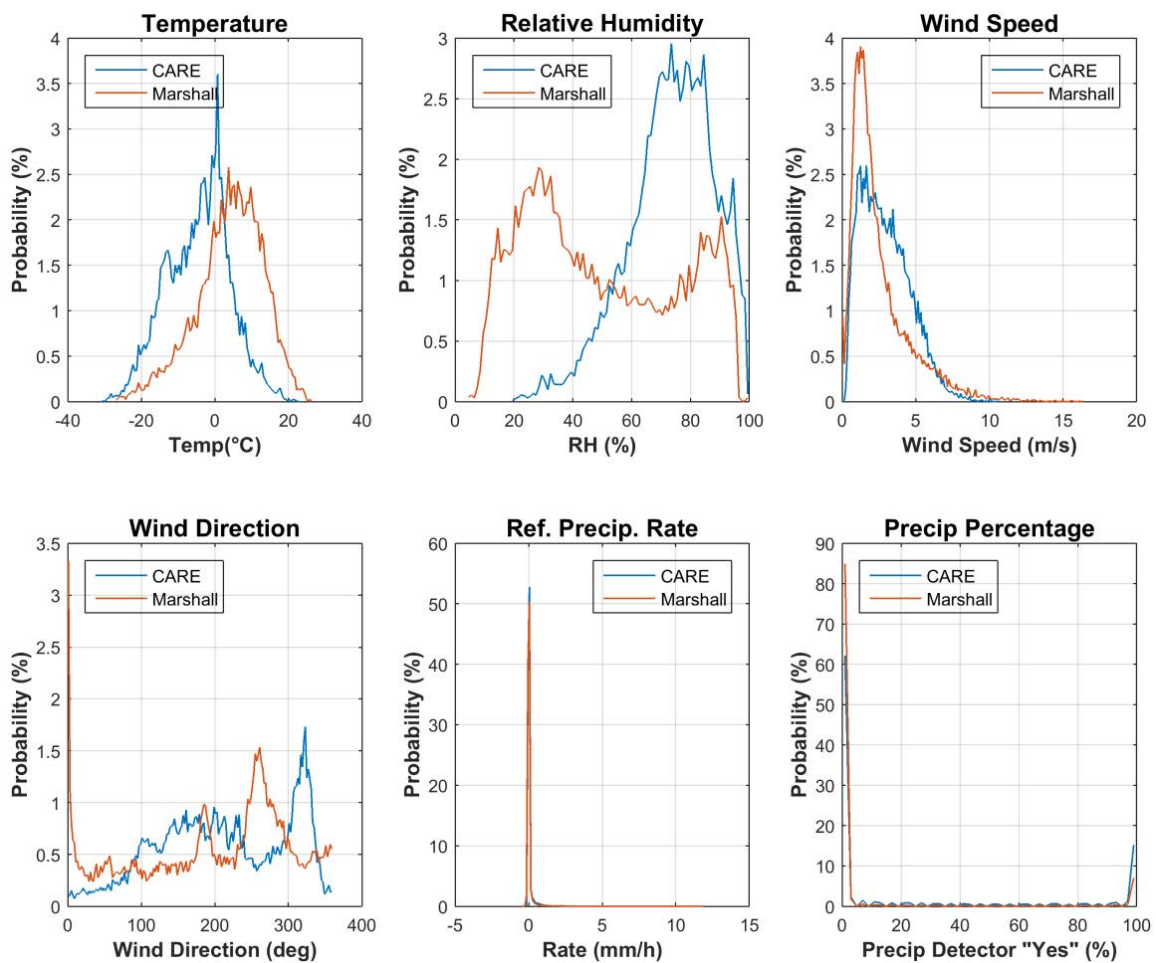 Temperature
4
3.5
3
2.5
2
1.5
1
0.5
0
-40
-20
0
20
40
Probability (%)
Temp(°C)
CARE
Marshall
Relative Humidity
3
2.5
2
1.5
1
0.5
0
0
20
40
60
80
100
Probability (%)
RH (%)
CARE
Marshall
Wind Speed
4
3.5
3
2.5
2
1.5
1
0.5
0
0
5
10
15
20
Probability (%)
Wind Speed (m/s)
CARE
Marshall
Wind Direction
3.5
3
2.5
2
1.5
1
0.5
0
0
100
200
300
400
Probability (%)
Wind Direction (deg)
CARE
Marshall
Ref. Precip. Rate
60
50
40
30
20
10
0
-5
0
5
10
15
Probability (%)
Rate (mm/h)
CARE
Marshall
Precip Percentage
90
80
70
60
50
40
30
20
10
0
0
20
40
60
80
100
Probability (%)
Precip Detector "Yes" (%)
CARE
Marshall